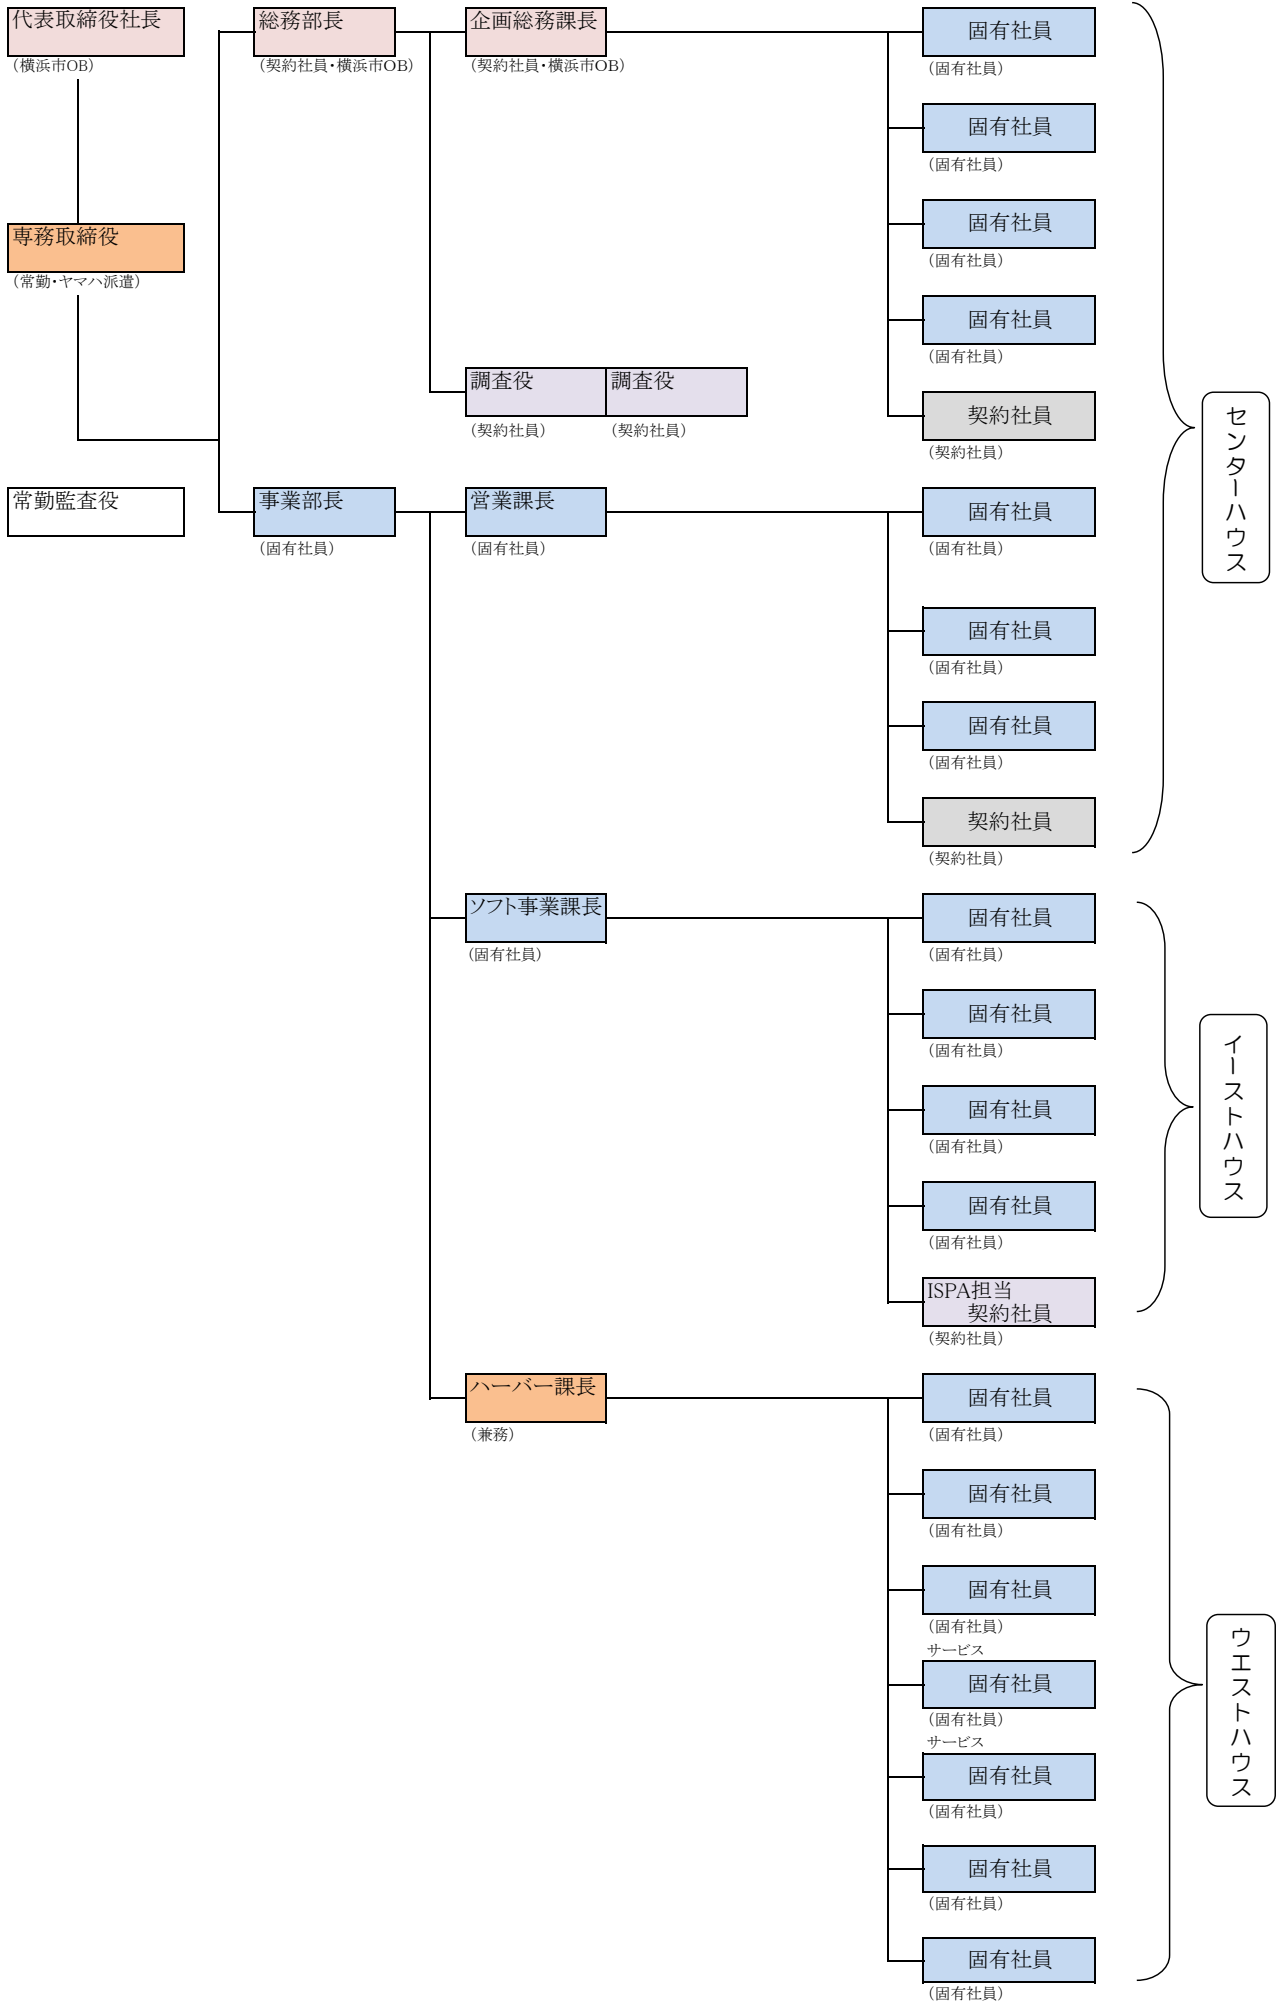 代表取締役社長
（横浜市OB）
専務取締役
（常勤・ヤマハ派遣）
常勤監査役
総務部長
（契約社員・横浜市OB）
事業部長
（固有社員）
企画総務課長
（契約社員・横浜市OB）
調査役
（契約社員）
調査役
（契約社員）
営業課長
（固有社員）
ソフト事業課長
（固有社員）
ハーバー課長
（兼務）
固有社員
（固有社員）
固有社員
（固有社員）
固有社員
（固有社員）
固有社員
（固有社員）
契約社員
（契約社員）
固有社員
（固有社員）
固有社員
（固有社員）
固有社員
（固有社員）
契約社員
（契約社員）
固有社員
（固有社員）
固有社員
（固有社員）
固有社員
（固有社員）
固有社員
（固有社員）
ISPA担当
契約社員
（契約社員）
固有社員
（固有社員）
固有社員
（固有社員）
固有社員
（固有社員）
サービス
固有社員
（固有社員）
サービス
固有社員
（固有社員）
固有社員
（固有社員）
固有社員
（固有社員）
センターハウス
イーストハウス
ウエストハウス